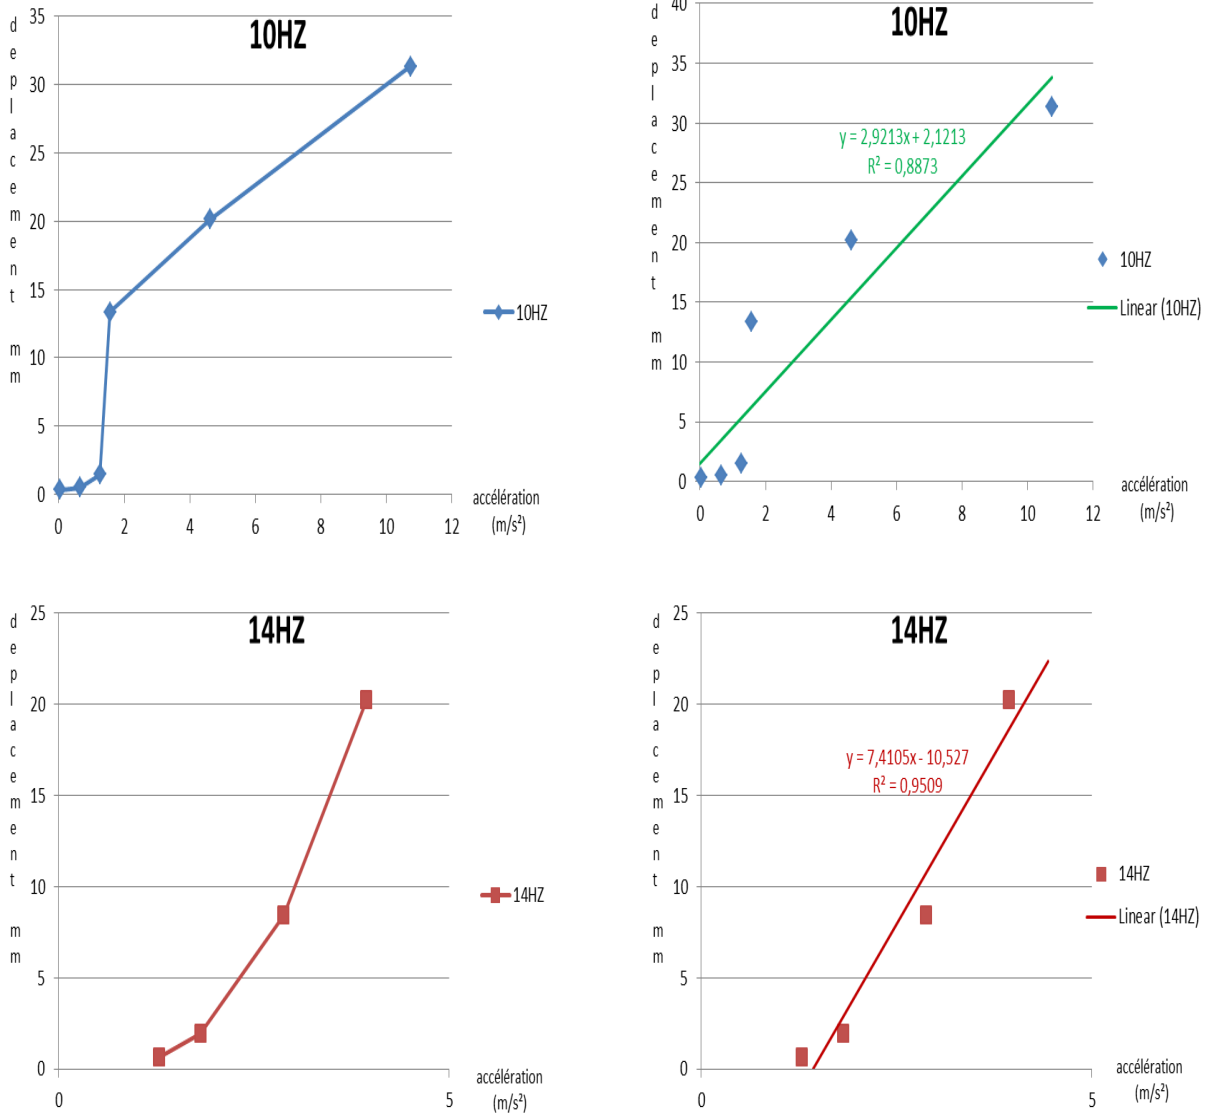 10HZ
deplacement mm
35
30
25
20
15
10
5
0
0 2 4 6 8 10 12
accélération
(m/s²)
10HZ
10HZ
deplacement mm
40
35
30
25
20
15
10
5
0
0 2 4 6 8 10 12
y = 2,9213x + 2,1213
R² = 0,8873
accélération
(m/s²)
10HZ
Linear (10HZ)
14HZ
deplacement mm
25
20
15
10
5
0
0 5
accélération
(m/s²)
14HZ
14HZ
deplacement mm
25
20
15
10
5
0
0 5
y = 7,4105x - 10,527
R² = 0,9509
accélération
(m/s²)
14HZ
Linear (14HZ)